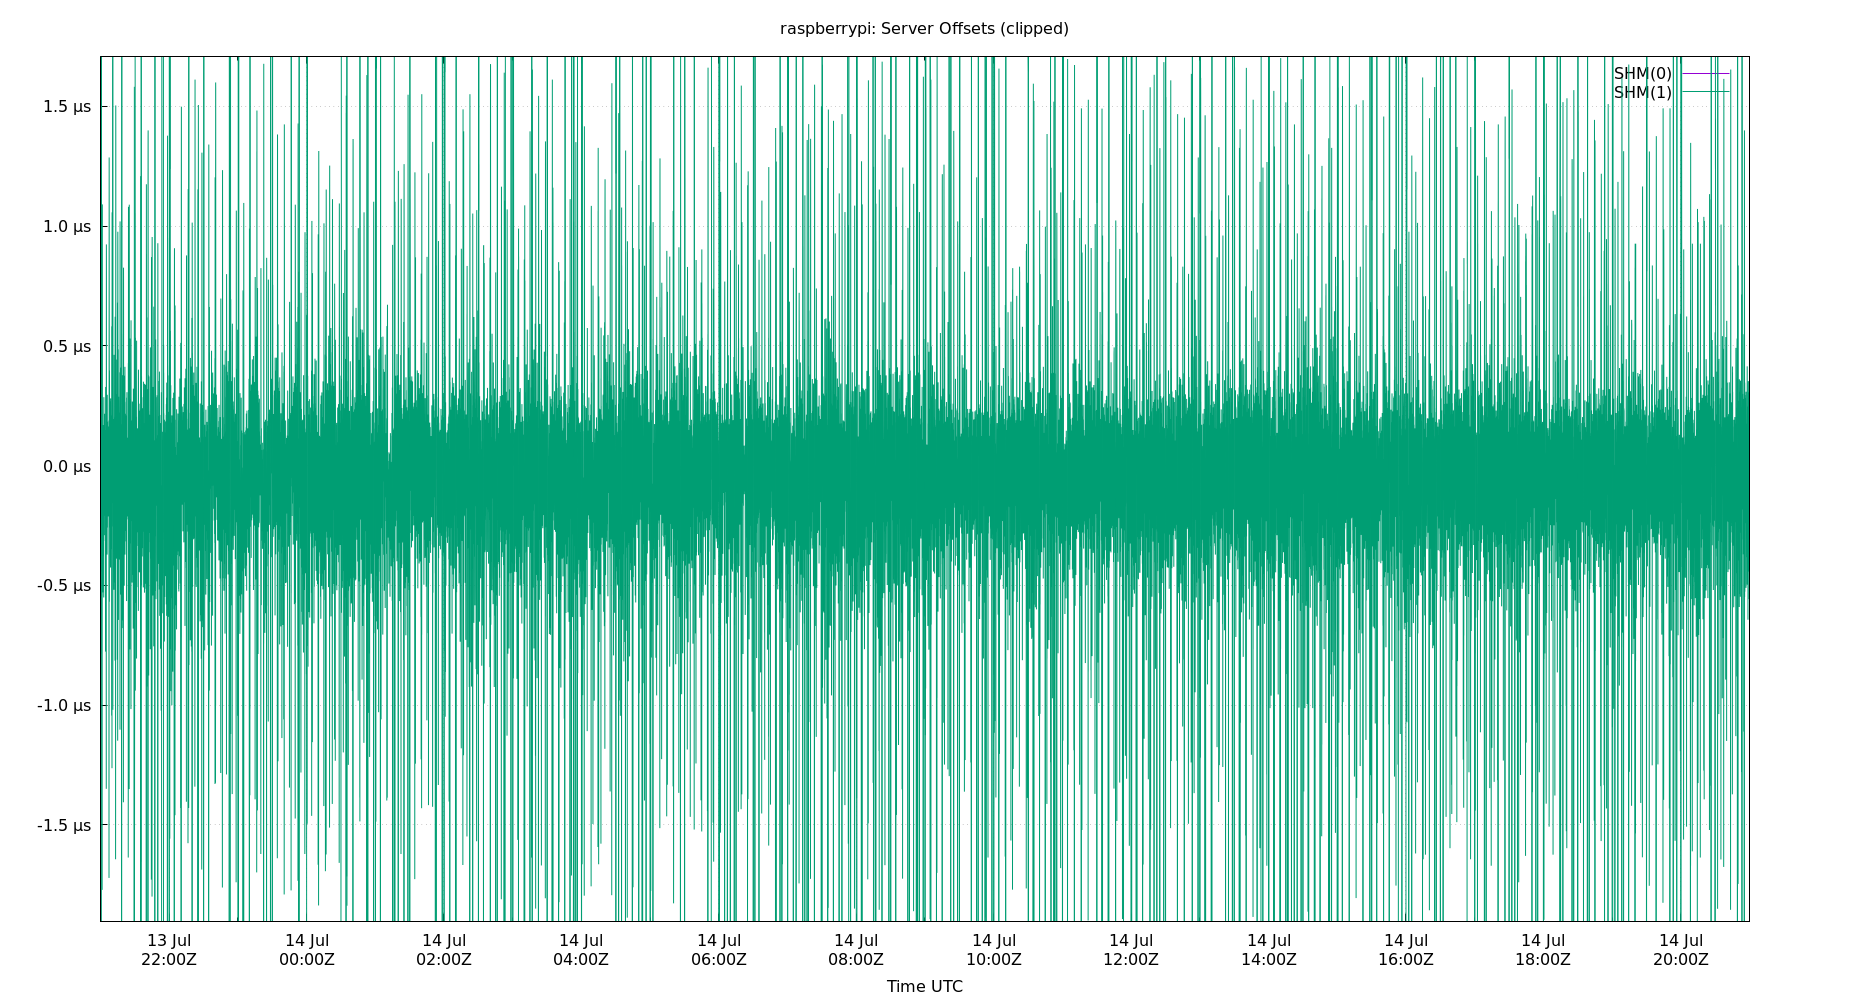 raspberrypi: Server Offsets (clipped)
SHM(0)
SHM(1)
1.5 µs
1.0 µs
0.5 µs
0.0 µs
-0.5 µs
-1.0 µs
-1.5 µs
13 Jul 14 Jul 14 Jul 14 Jul 14 Jul 14 Jul 14 Jul 14 Jul 14 Jul 14 Jul 14 Jul 14 Jul
22:00Z 00:00Z 02:00Z 04:00Z 06:00Z 08:00Z 10:00Z 12:00Z 14:00Z 16:00Z 18:00Z 20:00Z
Time UTC